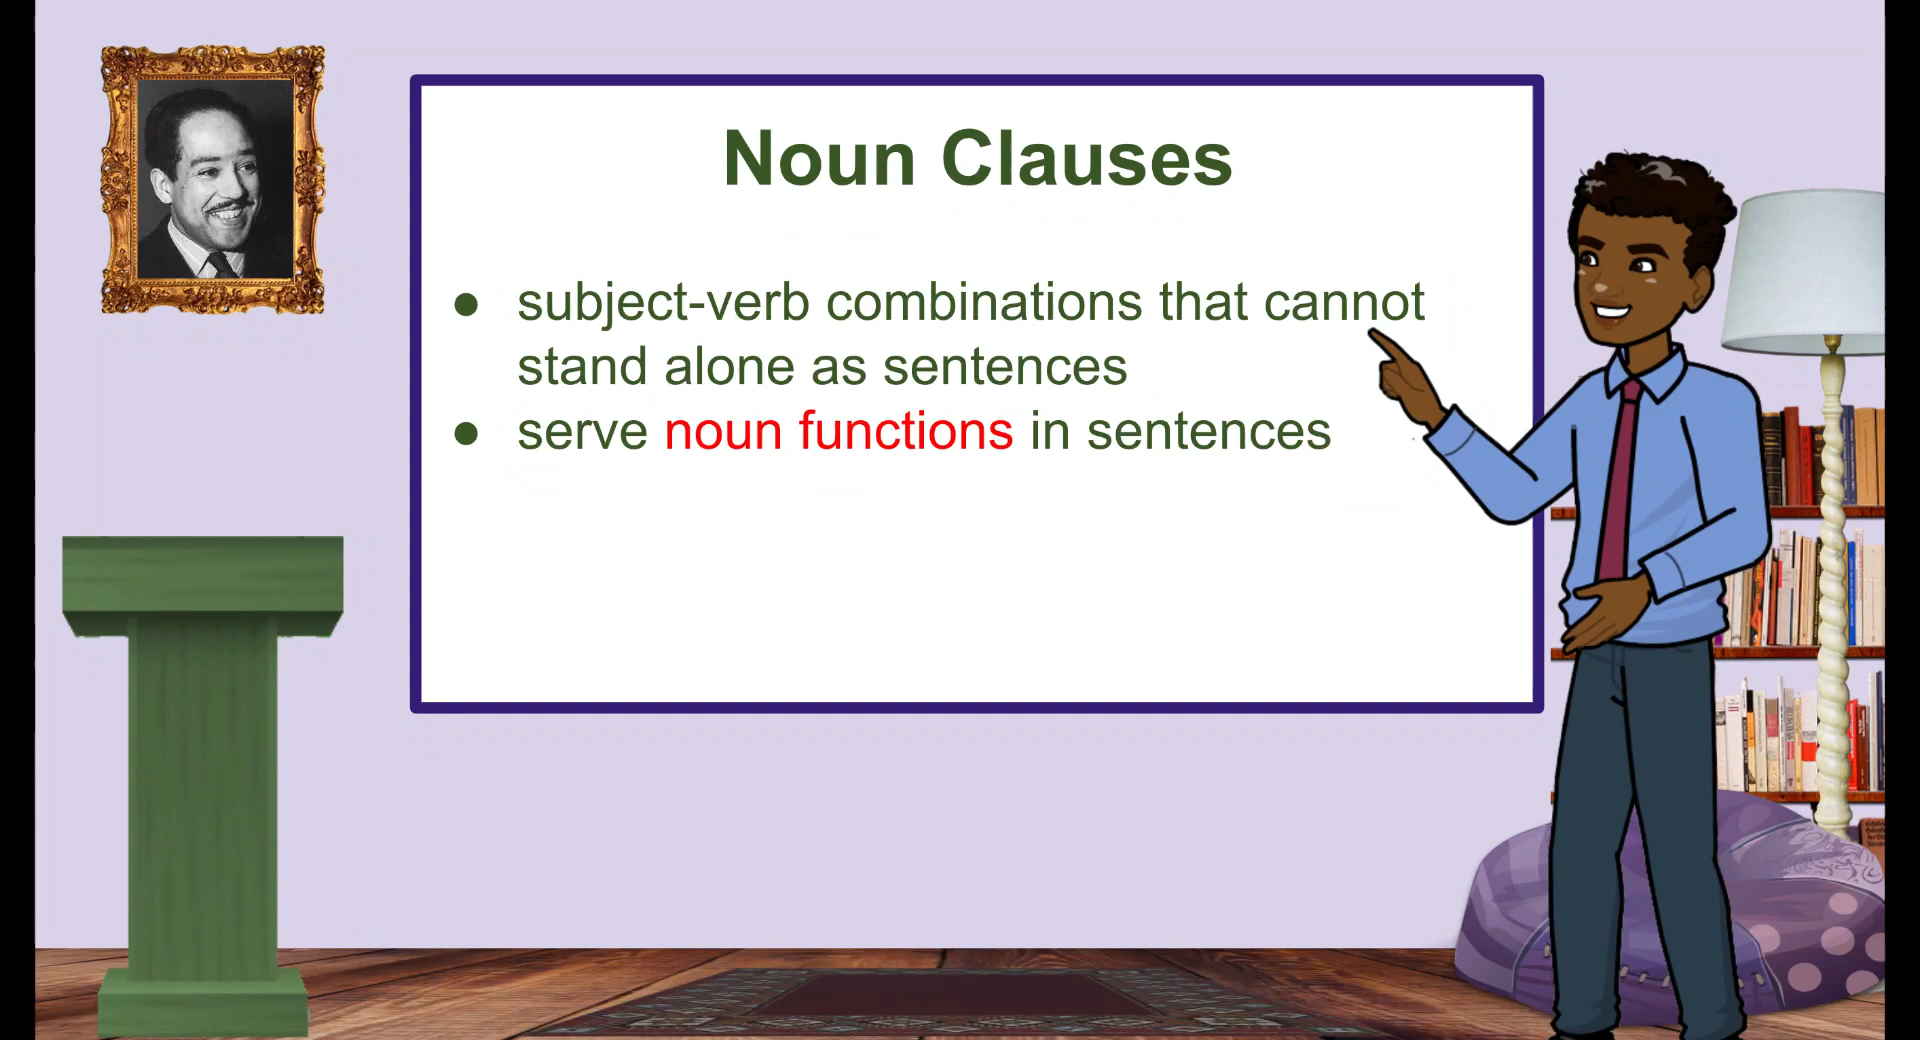 Noun Clauses
● subject-verb combinations that cannot
stand alone as sentences
● serve noun functions in sentences